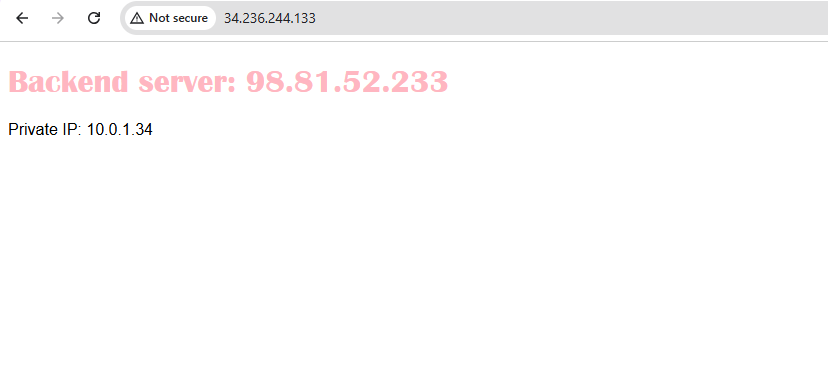 Not secure 34.236.244.133
Backend server: 98.81.52.233
Private IP: 10.0.1.34